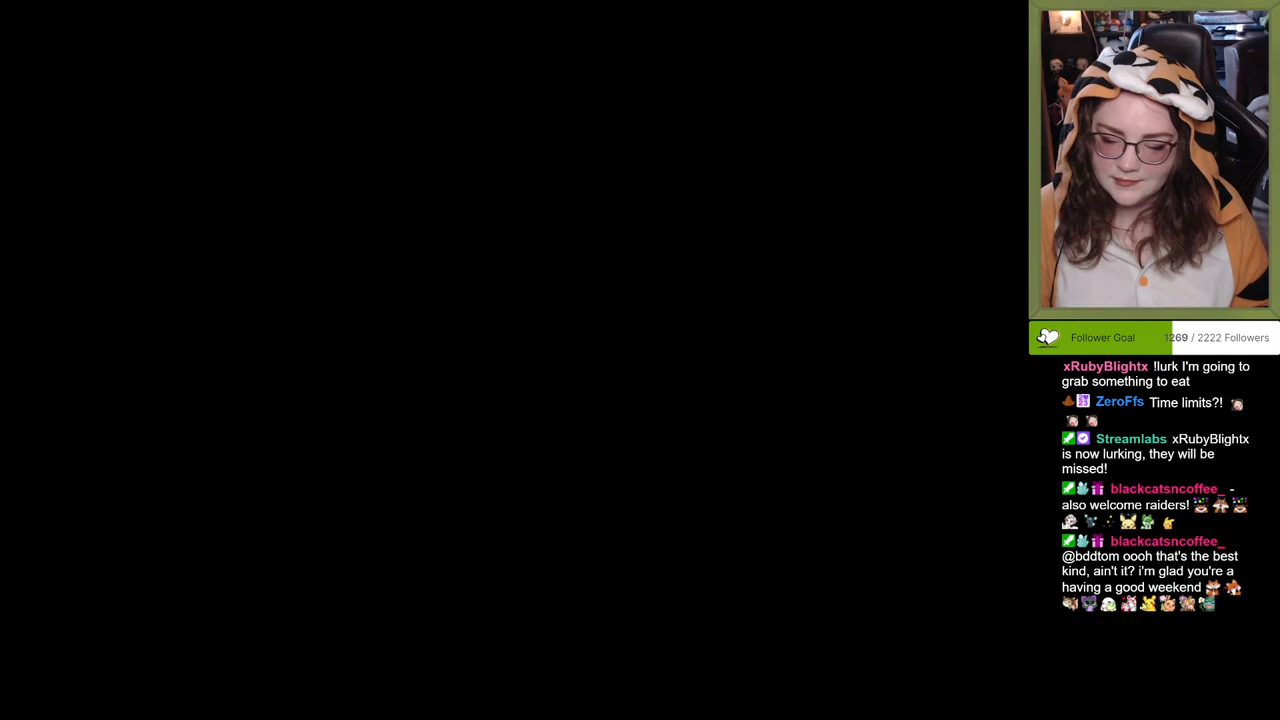 Follower Goal 1269 / 2222 Followers
xRubyBlightx !lurk I'm going to
grab something to eat
ZeroFfs Time limits?!
Streamlabs xRubyBlightx
is now lurking, they will be
missed!
blackcatsncoffee_ -
also welcome raiders!
blackcatsncoffee_
@bddtom oooh that's the best
kind, ain't it? i'm glad you're a
having a good weekend